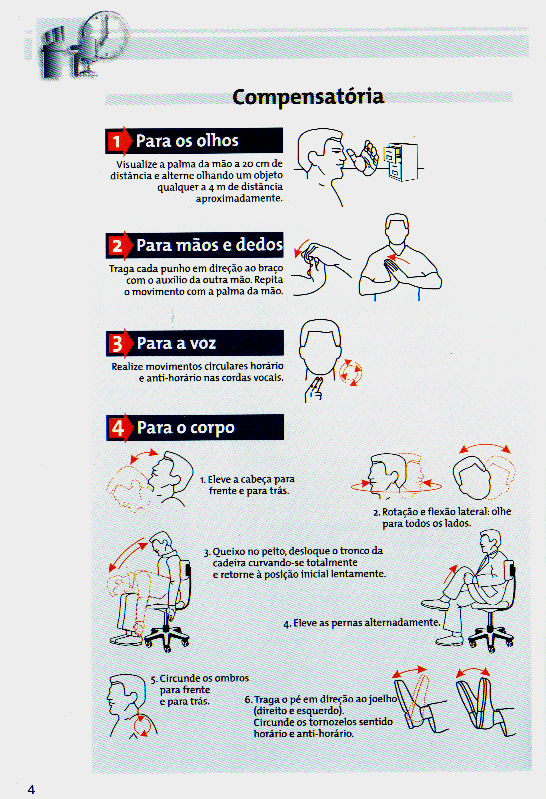 Compensatória
1 Para os olhos
Visualize a palma da mão a 20 cm de
distância e alterne olhando um objeto
qualquer a 4 m de distância
aproximadamente.
2 Para mãos e dedos
Traga cada punho em direção ao braço
com o auxílio da outra mão. Repita
o movimento com a palma da mão.
3 Para a voz
Realize movimentos circulares horário
e anti-horário nas cordas vocais.
4 Para o corpo
1. Eleve a cabeça para
frente e para trás.
2. Rotação e flexão lateral: olhe
para todos os lados.
3. Queixo no peito, desloque o tronco da
cadeira curvando-se totalmente
e retorne à posição inicial lentamente.
4. Eleve as pernas alternadamente.
5. Circunde os ombros
para frente
e para trás.
6. Traga o pé em direção ao joelho
(direito e esquerdo).
Circunde os tornozelos sentido
horário e anti-horário.
4